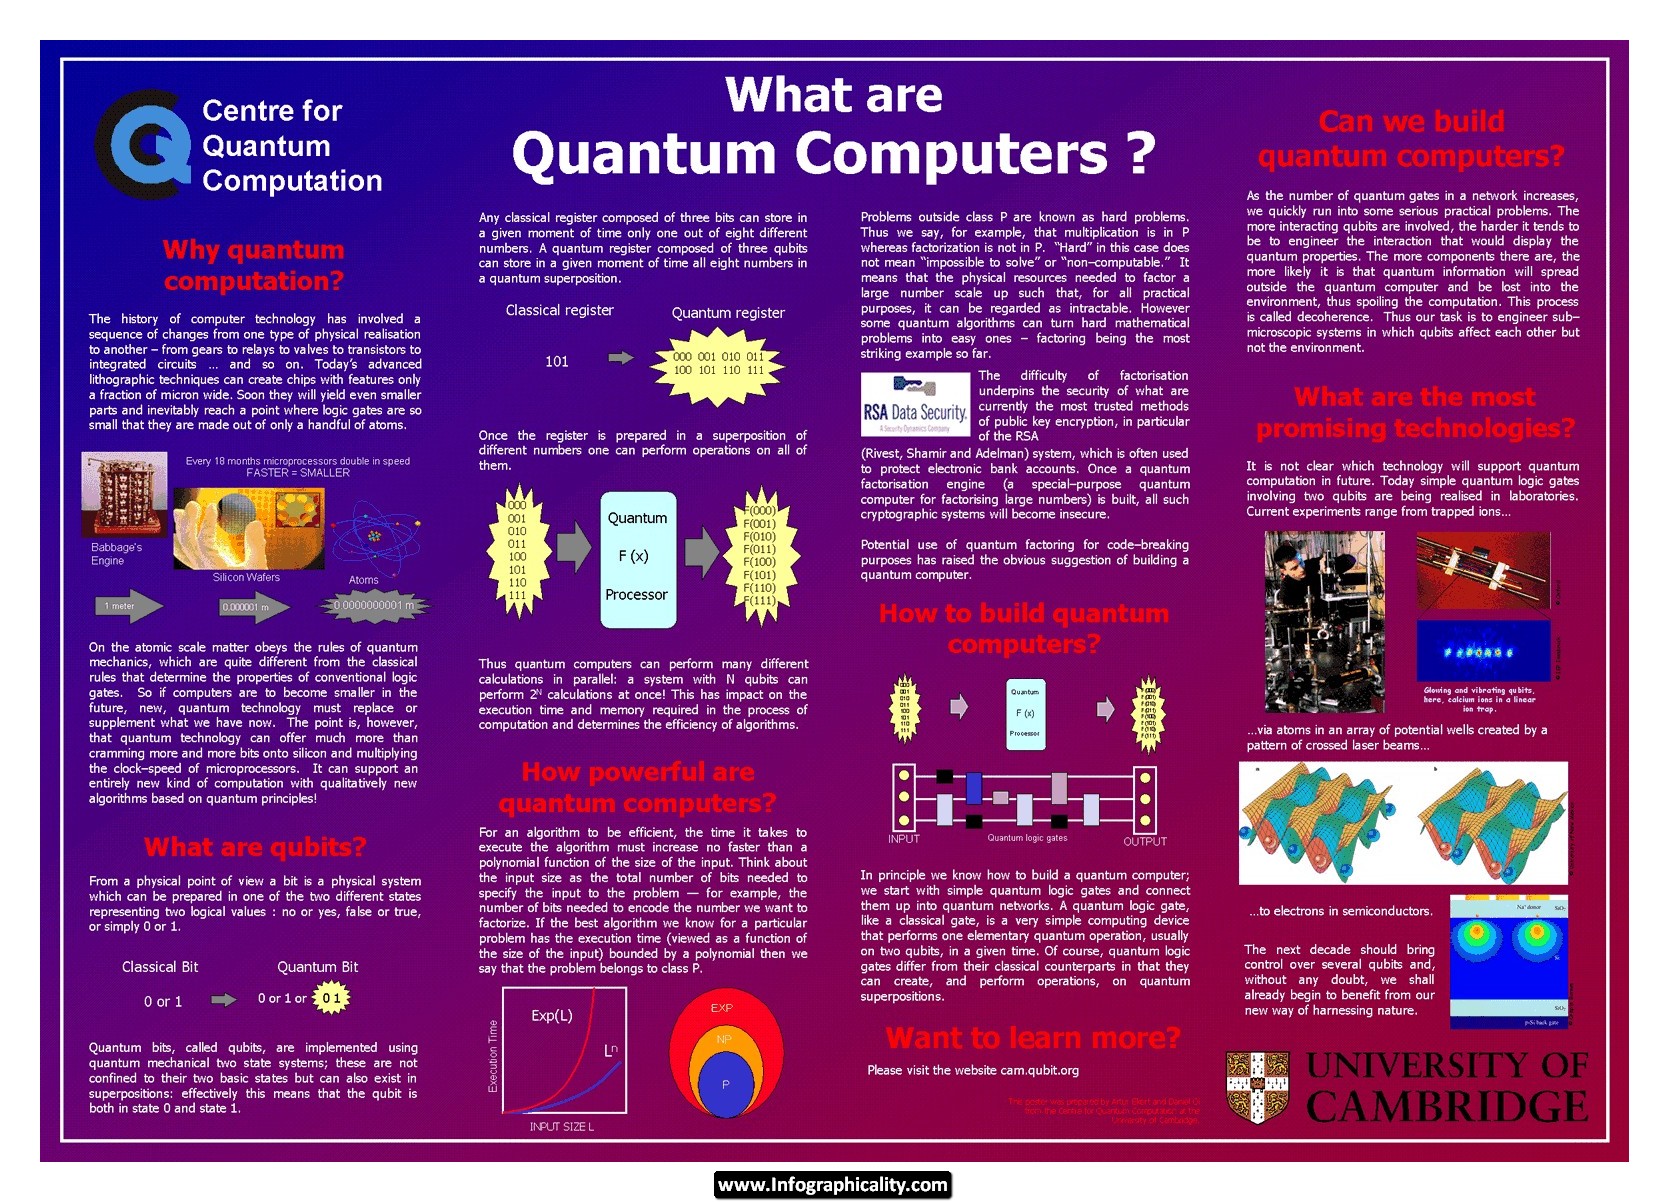 Centre for
Quantum
Computation
What are
Quantum Computers ?
Why quantum
computation?
The history of computer technology has involved a
sequence of changes from one type of physical realisation
to another – from gears to relays to valves to transistors to
integrated circuits ... and so on. Today's advanced
lithographic techniques can create chips with features only
a fraction of micron wide. Soon they will yield even smaller
parts and inevitably reach a point where logic gates are so
small that they are made out of only a handful of atoms.
Every 18 months microprocessors double in speed
FASTER = SMALLER
Babbage's
Engine
Silicon Wafers
Atoms
1 meter
0.000001 m
0.0000000001 m
On the atomic scale matter obeys the rules of quantum
mechanics, which are quite different from the classical
rules that determine the properties of conventional logic
gates. So if computers are to become smaller in the
future, new, quantum technology must replace or
supplement what we have now. The point is, however,
that quantum technology can offer much more than
cramming more and more bits onto silicon and multiplying
the clock–speed of microprocessors. It can support an
entirely new kind of computation with qualitatively new
algorithms based on quantum principles!
What are qubits?
From a physical point of view a bit is a physical system
which can be prepared in one of the two different states
representing two logical values : no or yes, false or true,
or simply 0 or 1.
Classical Bit
Quantum Bit
0 or 1
0 or 1 or 0 1
Quantum bits, called qubits, are implemented using
quantum mechanical two state systems; these are not
confined to their two basic states but can also exist in
superpositions: effectively this means that the qubit is
both in state 0 and state 1.
Any classical register composed of three bits can store in
a given moment of time only one out of eight different
numbers. A quantum register composed of three qubits
can store in a given moment of time all eight numbers in
a quantum superposition.
Classical register
Quantum register
101
000 001 010 011
100 101 110 111
Once the register is prepared in a superposition of
different numbers one can perform operations on all of
them.
000
001
010
011
100
101
110
111
Quantum
F (x)
Processor
F(000)
F(001)
F(010)
F(011)
F(100)
F(101)
F(110)
F(111)
Thus quantum computers can perform many different
calculations in parallel: a system with N qubits can
perform 2ᴺ calculations at once! This has impact on the
execution time and memory required in the process of
computation and determines the efficiency of algorithms.
How powerful are
quantum computers?
For an algorithm to be efficient, the time it takes to
execute the algorithm must increase no faster than a
polynomial function of the size of the input. Think about
the input size as the total number of bits needed to
specify the input to the problem — for example, the
number of bits needed to encode the number we want to
factorize. If the best algorithm we know for a particular
problem has the execution time (viewed as a function of
the size of the input) bounded by a polynomial then we
say that the problem belongs to class P.
Execution Time
Exp(L)
Lⁿ
INPUT SIZE L
EXP
NP
P
Problems outside class P are known as hard problems.
Thus we say, for example, that multiplication is in P
whereas factorization is not in P. “Hard” in this case does
not mean “impossible to solve” or “non–computable.” It
means that the physical resources needed to factor a
large number scale up such that, for all practical
purposes, it can be regarded as intractable. However
some quantum algorithms can turn hard mathematical
problems into easy ones – factoring being the most
striking example so far.
RSA Data Security.
A Security Dynamics Company
The difficulty of factorisation
underpins the security of what are
currently the most trusted methods
of public key encryption, in particular
of the RSA
(Rivest, Shamir and Adelman) system, which is often used
to protect electronic bank accounts. Once a quantum
factorisation engine (a special–purpose quantum
computer for factorising large numbers) is built, all such
cryptographic systems will become insecure.
Potential use of quantum factoring for code–breaking
purposes has raised the obvious suggestion of building a
quantum computer.
How to build quantum
computers?
000
001
010
011
100
101
110
111
Quantum
F (x)
Processor
F (000)
F (001)
F (010)
F (011)
F (100)
F (101)
F (110)
F (111)
INPUT
Quantum logic gates
OUTPUT
In principle we know how to build a quantum computer;
we start with simple quantum logic gates and connect
them up into quantum networks. A quantum logic gate,
like a classical gate, is a very simple computing device
that performs one elementary quantum operation, usually
on two qubits, in a given time. Of course, quantum logic
gates differ from their classical counterparts in that they
can create, and perform operations, on quantum
superpositions.
Want to learn more?
Please visit the website cam.qubit.org
This poster was prepared by Artur Ekert and Daniel Oi
from the Centre for Quantum Computation at the
University of Cambridge.
Can we build
quantum computers?
As the number of quantum gates in a network increases,
we quickly run into some serious practical problems. The
more interacting qubits are involved, the harder it tends to
be to engineer the interaction that would display the
quantum properties. The more components there are, the
more likely it is that quantum information will spread
outside the quantum computer and be lost into the
environment, thus spoiling the computation. This process
is called decoherence. Thus our task is to engineer sub–
microscopic systems in which qubits affect each other but
not the environment.
What are the most
promising technologies?
It is not clear which technology will support quantum
computation in future. Today simple quantum logic gates
involving two qubits are being realised in laboratories.
Current experiments range from trapped ions...
Glowing and vibrating qubits,
here, calcium ions in a linear
ion trap.
...via atoms in an array of potential wells created by a
pattern of crossed laser beams...
...to electrons in semiconductors.
Na⁺ donor
SiO₂
Si
SiO₂
p-Si back gate
The next decade should bring
control over several qubits and,
without any doubt, we shall
already begin to benefit from our
new way of harnessing nature.
UNIVERSITY OF
CAMBRIDGE
www.Infographicality.com